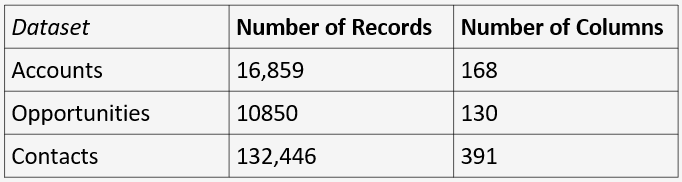 Dataset Number of Records Number of Columns
Accounts 16,859 168
Opportunities 10850 130
Contacts 132,446 391